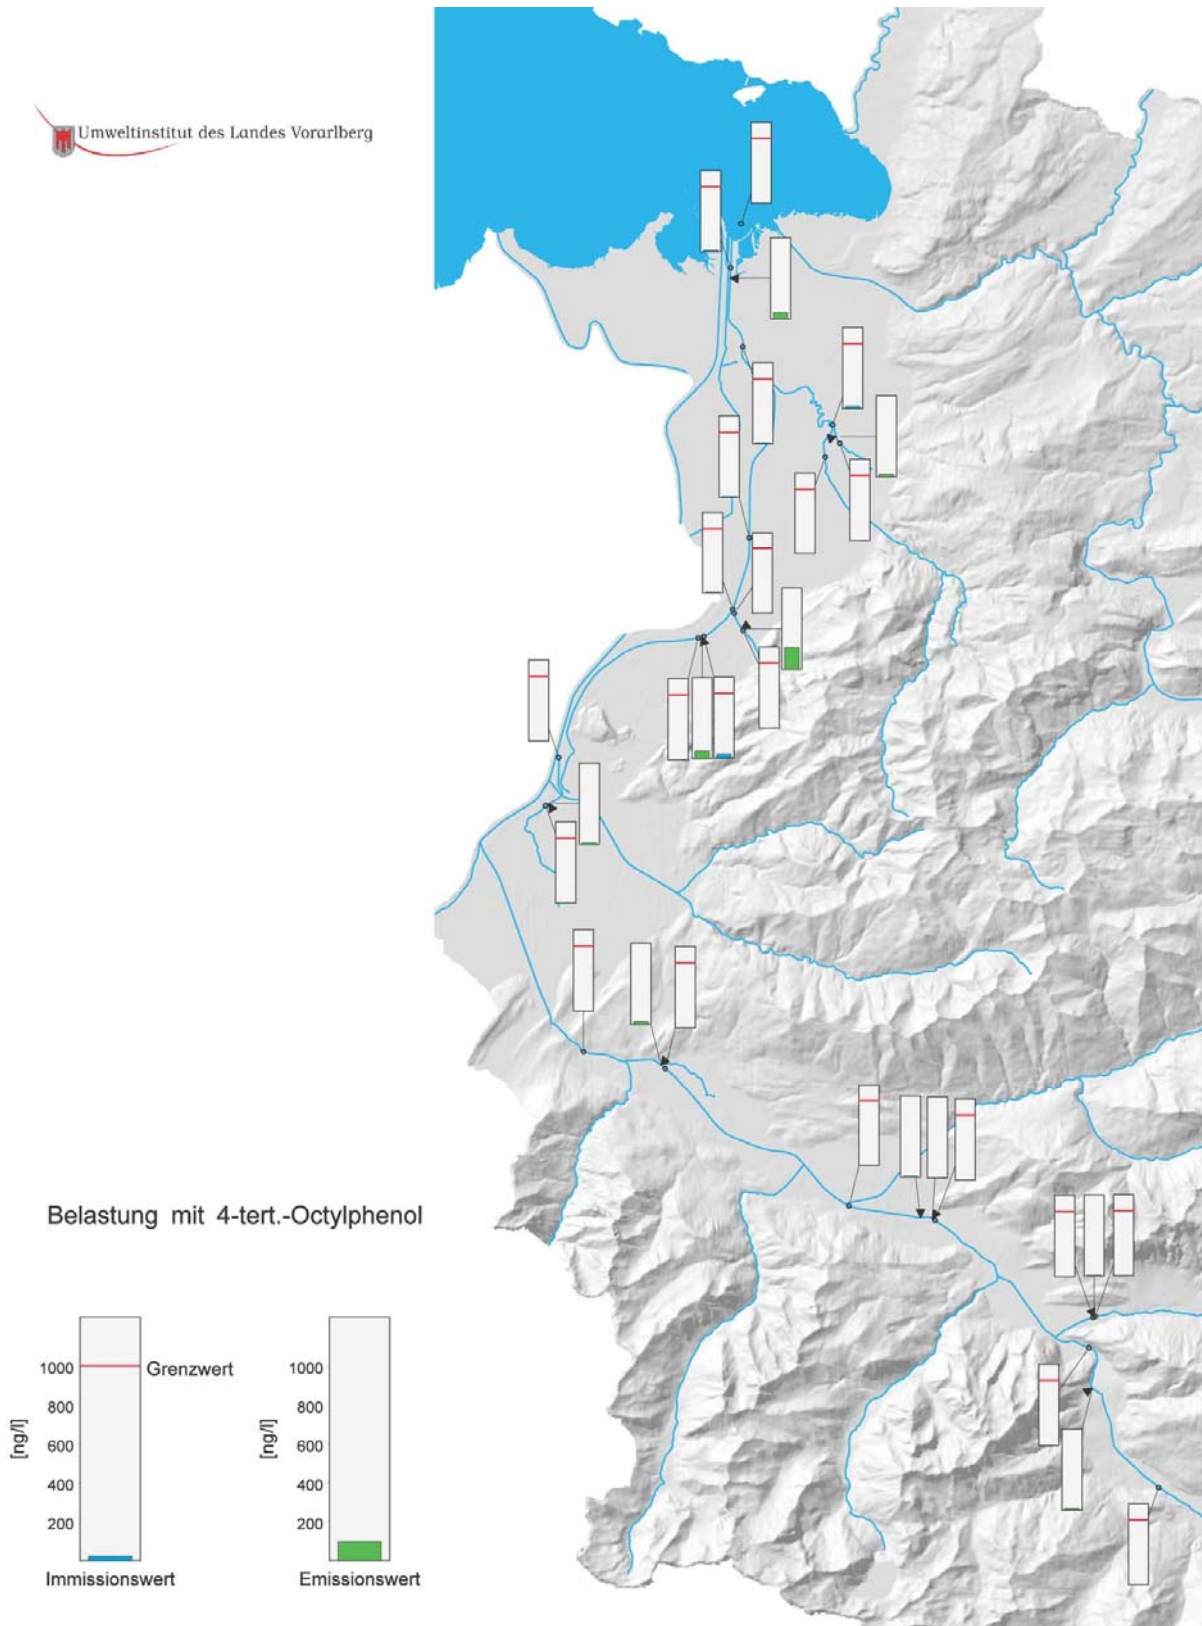 Umweltinstitut des Landes Vorarlberg
Belastung mit 4-tert.-Octylphenol
1000
800
600
400
200
[ng/l]
Grenzwert
Immissionswert
1000
800
600
400
200
[ng/l]
Emissionswert